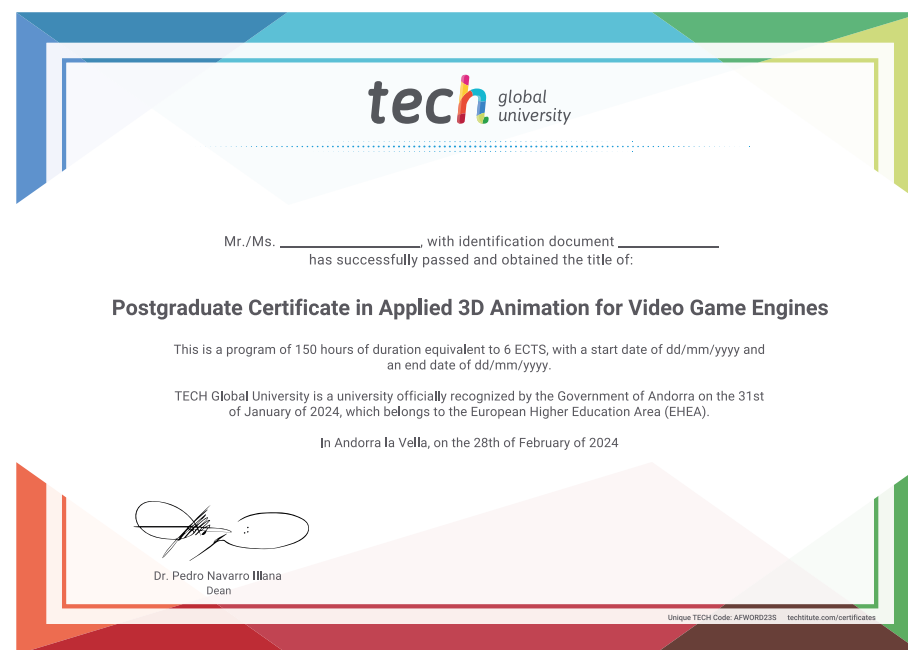 tech global
university
Mr./Ms. ____________, with identification document ____________
has successfully passed and obtained the title of:
Postgraduate Certificate in Applied 3D Animation for Video Game Engines
This is a program of 150 hours of duration equivalent to 6 ECTS, with a start date of dd/mm/yyyy and
an end date of dd/mm/yyyy.
TECH Global University is a university officially recognized by the Government of Andorra on the 31st
of January of 2024, which belongs to the European Higher Education Area (EHEA).
In Andorra la Vella, on the 28th of February of 2024
Dr. Pedro Navarro Illana
Dean
Unique TECH Code: AFWORD23S techtitute.com/certificates